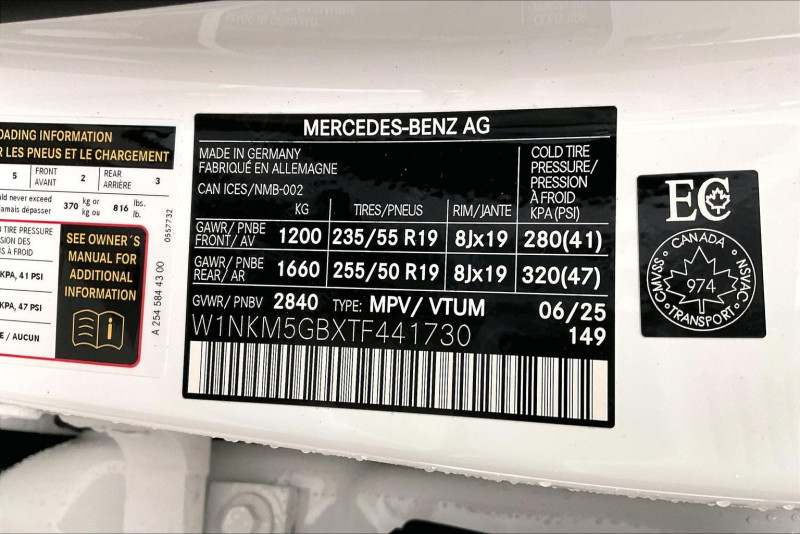 OADING INFORMATION
R LES PNEUS ET LE CHARGEMENT
5 FRONT AVANT 2 REAR ARRIÈRE 3
uld never exceed
amais dépasser 370 kg or kg ou 816 lbs. lb.
D TIRE PRESSURE
SION DES
S À FROID
KPA, 41 PSI
KPA, 47 PSI
E / AUCUN
SEE OWNER´S
MANUAL FOR
ADDITIONAL
INFORMATION
i
0557732
A 254 584 43 00
MERCEDES-BENZ AG
MADE IN GERMANY
FABRIQUÉ EN ALLEMAGNE
CAN ICES/NMB-002
COLD TIRE
PRESSURE/
PRESSION
À FROID
KPA (PSI)
KG TIRES/PNEUS RIM/JANTE
GAWR/PNBE
FRONT/AV 1200 235/55 R19 8Jx19 280(41)
GAWR/PNBE
REAR/AR 1660 255/50 R19 8Jx19 320(47)
GVWR/PNBV 2840 TYPE: MPV/VTUM 06/25
W1NKM5GBXTF441730 149
EC
CANADA
CMVSS
974
NSVAC
TRANSPORT